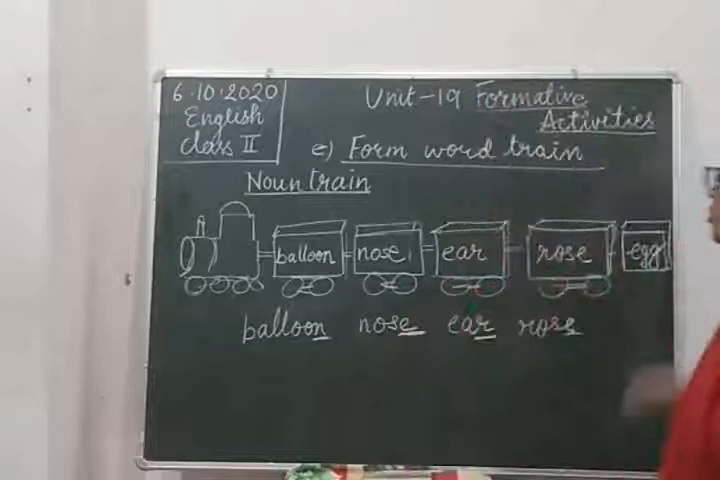 6.10.2020
English
Class II
Unit-19 Formative
Activities
e) Form word train
Noun train
balloon nose ear rose egg
balloon nose ear rose